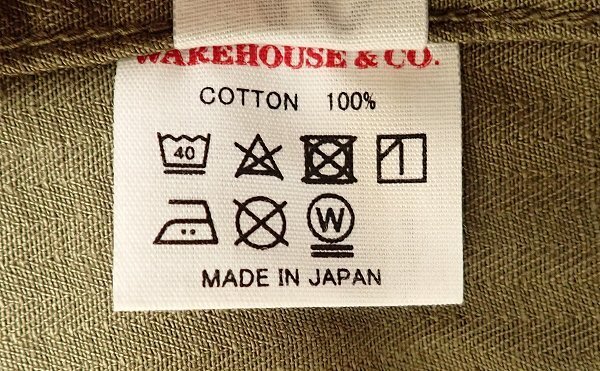 WAREHOUSE & CO.
COTTON 100%
40
W
MADE IN JAPAN